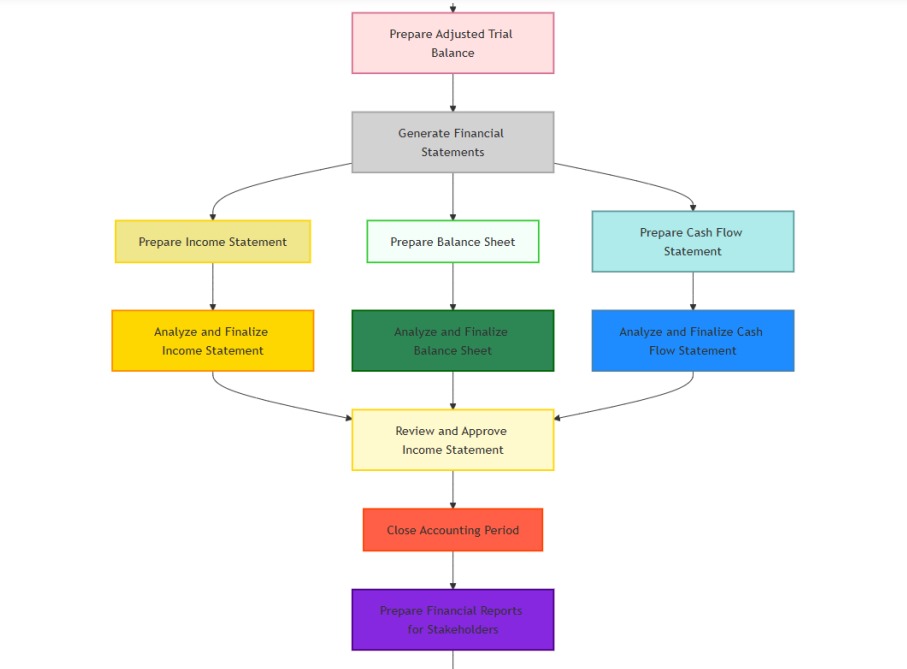 Prepare Adjusted Trial
Balance
Generate Financial
Statements
Prepare Income Statement
Prepare Balance Sheet
Prepare Cash Flow
Statement
Analyze and Finalize
Income Statement
Analyze and Finalize
Balance Sheet
Analyze and Finalize Cash
Flow Statement
Review and Approve
Income Statement
Close Accounting Period
Prepare Financial Reports
for Stakeholders